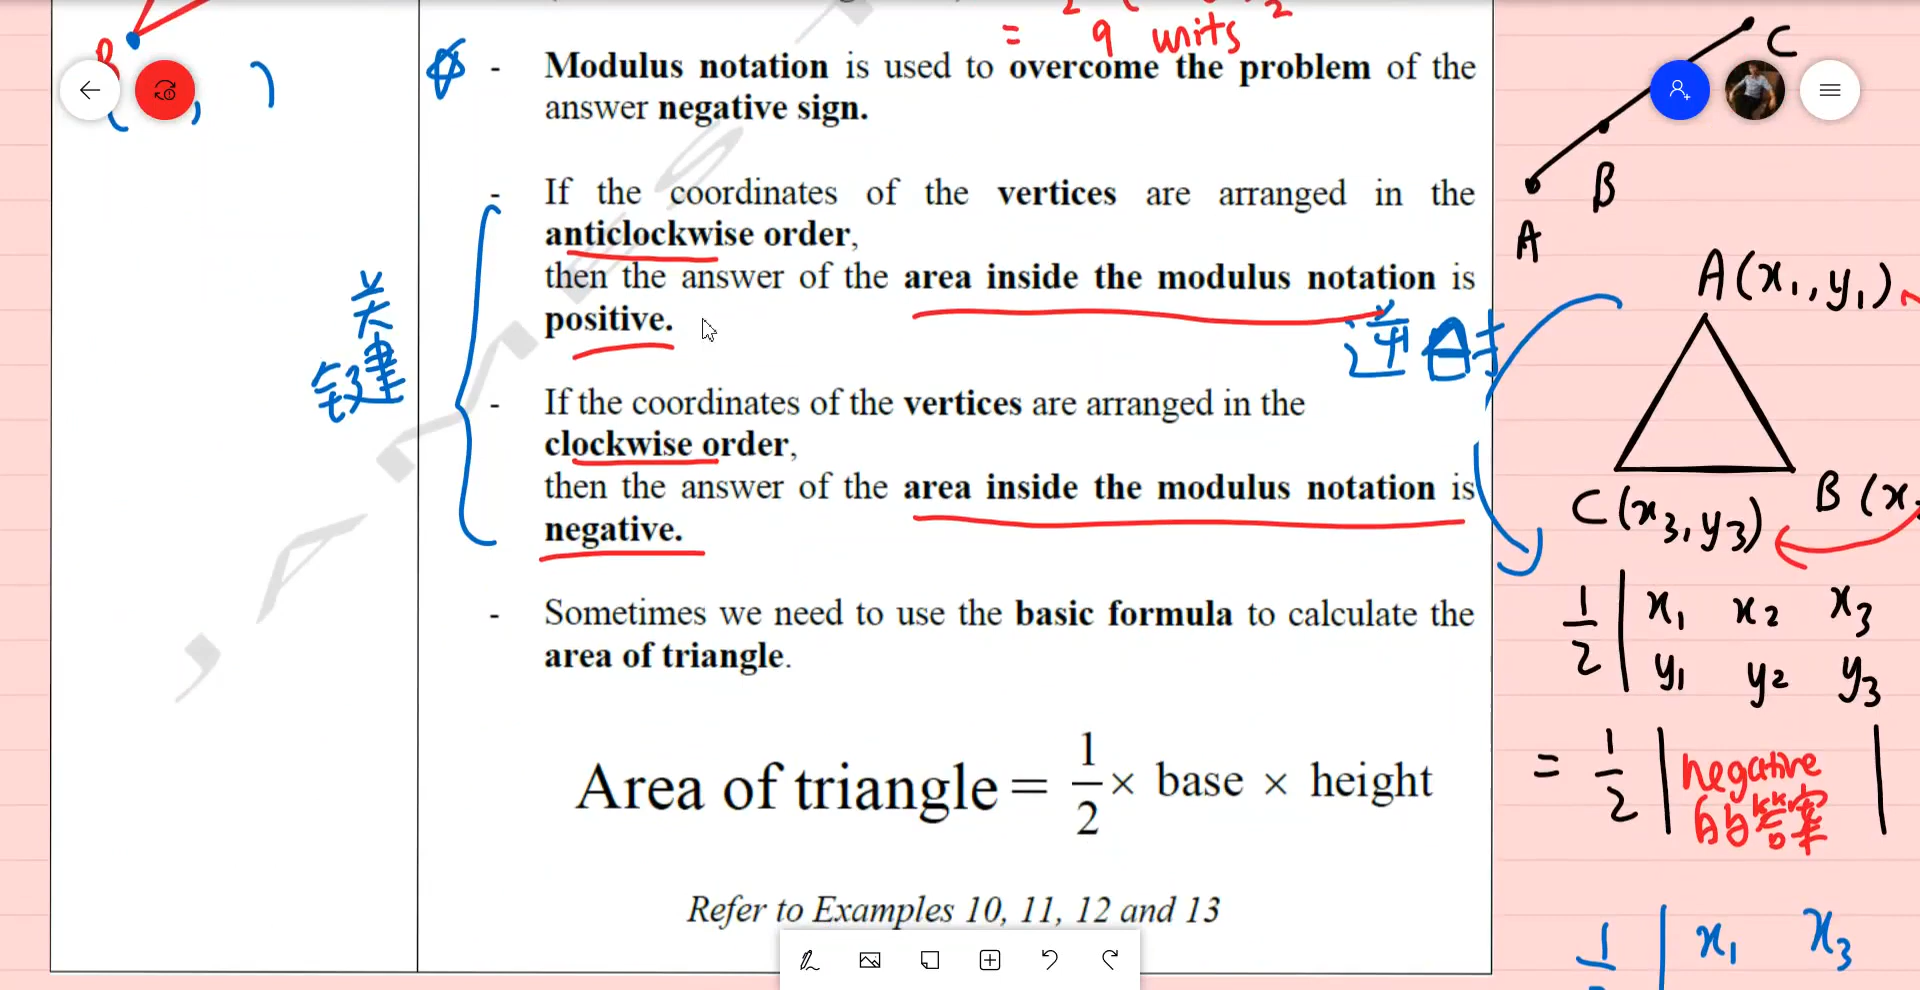 = 9 units²
Modulus notation is used to overcome the problem of the
answer negative sign.
- If the coordinates of the vertices are arranged in the
anticlockwise order,
then the answer of the area inside the modulus notation is
positive.
逆时
关
键
- If the coordinates of the vertices are arranged in the
clockwise order,
then the answer of the area inside the modulus notation is
negative.
- Sometimes we need to use the basic formula to calculate the
area of triangle.
Area of triangle = 1/2 × base × height
Refer to Examples 10, 11, 12 and 13
C
B
A
A(x₁, y₁)
C(x₃, y₃)
B(x
1/2 | x₁ x₂ x₃
y₁ y₂ y₃
= 1/2 | negative
的答案 |
1 | x₁ x₃